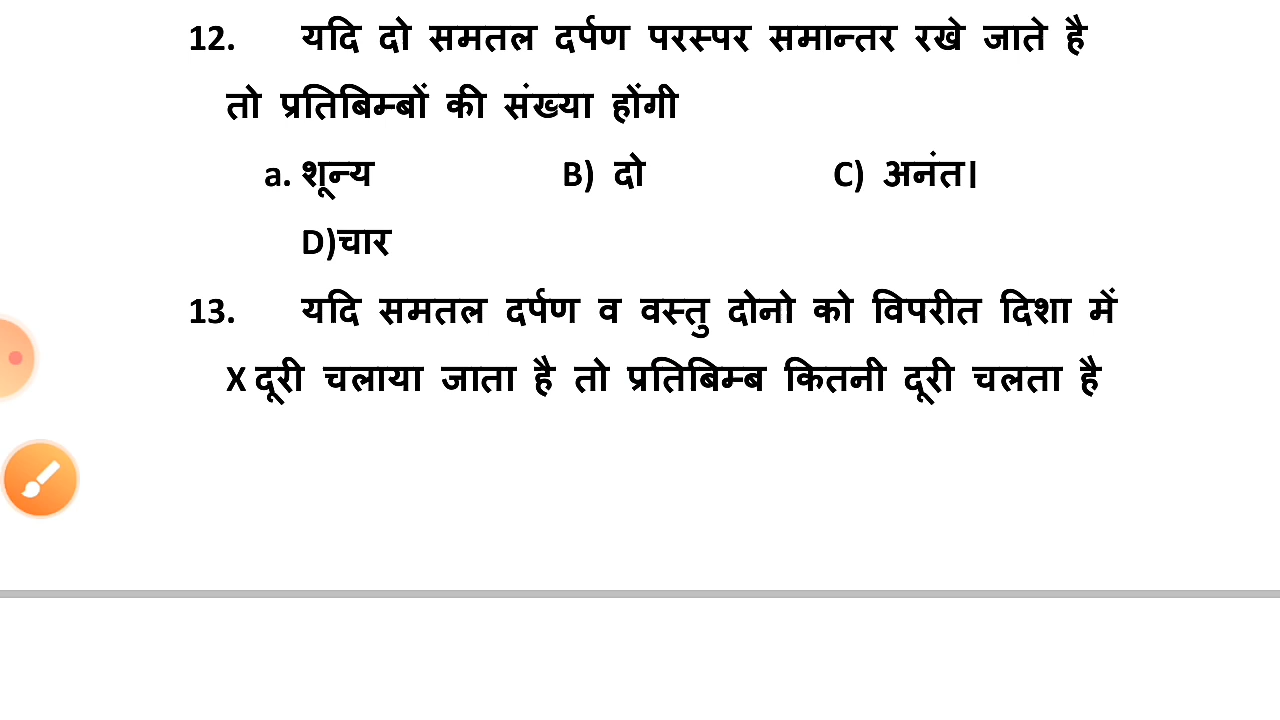 12. यदि दो समतल दर्पण परस्पर समान्तर रखे जाते है
तो प्रतिबिम्बों की संख्या होंगी
a. शून्य B) दो C) अनंत।
D)चार
13. यदि समतल दर्पण व वस्तु दोनो को विपरीत दिशा में
X दूरी चलाया जाता है तो प्रतिबिम्ब कितनी दूरी चलता है